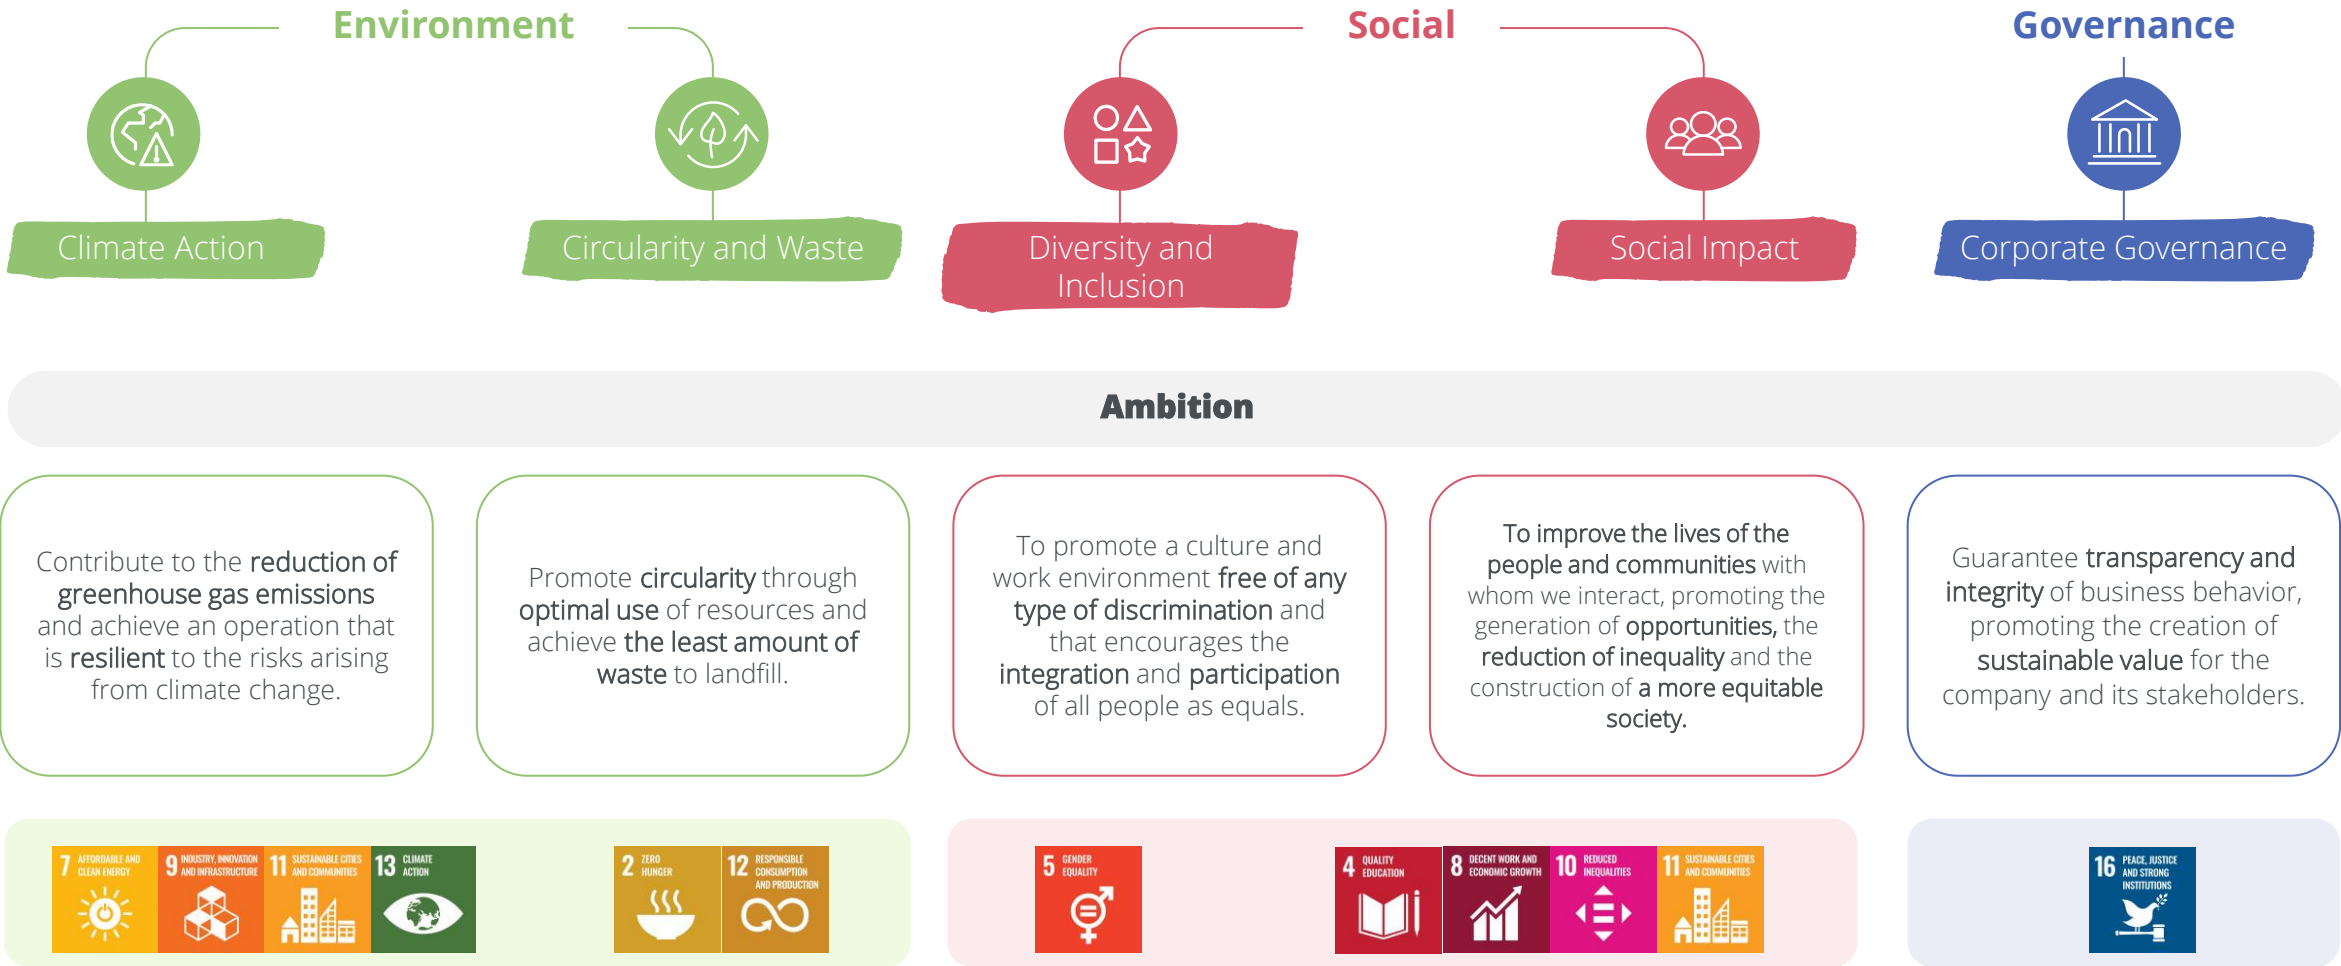 Environment
Social
Governance
Climate Action
Circularity and Waste
Diversity and
Inclusion
Social Impact
Corporate Governance
Ambition
Contribute to the reduction of
greenhouse gas emissions
and achieve an operation that
is resilient to the risks arising
from climate change.
Promote circularity through
optimal use of resources and
achieve the least amount of
waste to landfill.
To promote a culture and
work environment free of any
type of discrimination and
that encourages the
integration and participation
of all people as equals.
To improve the lives of the
people and communities with
whom we interact, promoting the
generation of opportunities, the
reduction of inequality and the
construction of a more equitable
society.
Guarantee transparency and
integrity of business behavior,
promoting the creation of
sustainable value for the
company and its stakeholders.
7 AFFORDABLE AND
CLEAN ENERGY
9 INDUSTRY, INNOVATION
AND INFRASTRUCTURE
11 SUSTAINABLE CITIES
AND COMMUNITIES
13 CLIMATE
ACTION
2 ZERO
HUNGER
12 RESPONSIBLE
CONSUMPTION
AND PRODUCTION
5 GENDER
EQUALITY
4 QUALITY
EDUCATION
8 DECENT WORK AND
ECONOMIC GROWTH
10 REDUCED
INEQUALITIES
11 SUSTAINABLE CITIES
AND COMMUNITIES
16 PEACE, JUSTICE
AND STRONG
INSTITUTIONS